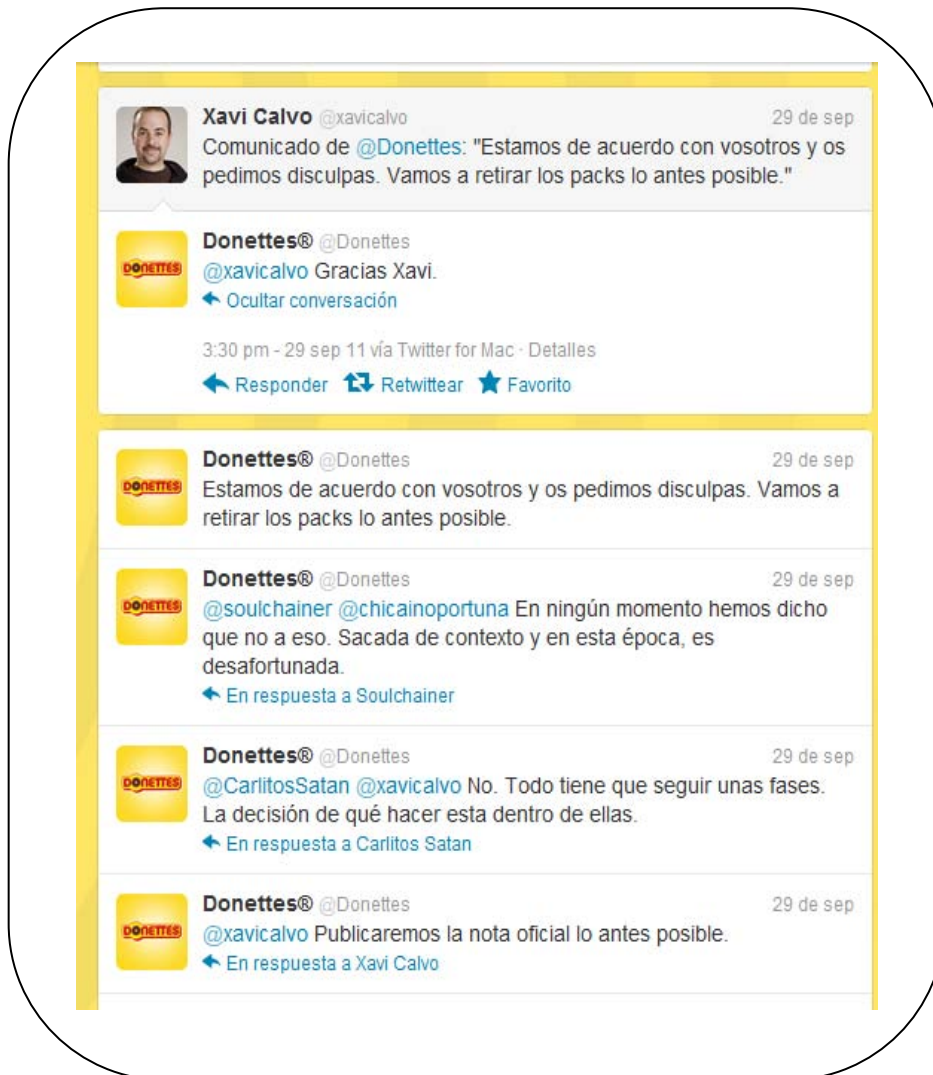 Xavi Calvo @xavicalvo 29 de sep
Comunicado de @Donettes: "Estamos de acuerdo con vosotros y os
pedimos disculpas. Vamos a retirar los packs lo antes posible."
DONETTES
Donettes® @Donettes
@xavicalvo Gracias Xavi.
Ocultar conversación
3:30 pm - 29 sep 11 vía Twitter for Mac · Detalles
Responder Retwittear Favorito
DONETTES
Donettes® @Donettes 29 de sep
Estamos de acuerdo con vosotros y os pedimos disculpas. Vamos a
retirar los packs lo antes posible.
DONETTES
Donettes® @Donettes 29 de sep
@soulchainer @chicainoportuna En ningún momento hemos dicho
que no a eso. Sacada de contexto y en esta época, es
desafortunada.
En respuesta a Soulchainer
DONETTES
Donettes® @Donettes 29 de sep
@CarlitosSatan @xavicalvo No. Todo tiene que seguir unas fases.
La decisión de qué hacer esta dentro de ellas.
En respuesta a Carlitos Satan
DONETTES
Donettes® @Donettes 29 de sep
@xavicalvo Publicaremos la nota oficial lo antes posible.
En respuesta a Xavi Calvo